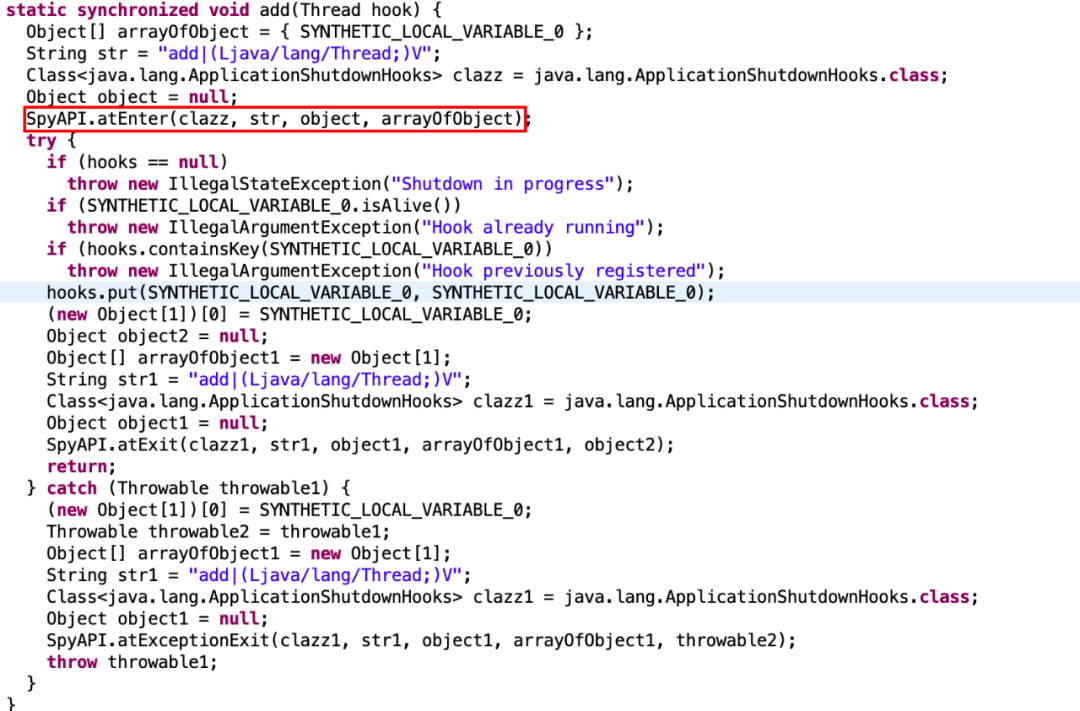 static synchronized void add(Thread hook) {
  Object[] arrayOfObject = { SYNTHETIC_LOCAL_VARIABLE_0 };
  String str = "add|(Ljava/lang/Thread;)V";
  Class<java.lang.ApplicationShutdownHooks> clazz = java.lang.ApplicationShutdownHooks.class;
  Object object = null;
  SpyAPI.atEnter(clazz, str, object, arrayOfObject);
  try {
    if (hooks == null)
      throw new IllegalStateException("Shutdown in progress");
    if (SYNTHETIC_LOCAL_VARIABLE_0.isAlive())
      throw new IllegalArgumentException("Hook already running");
    if (hooks.containsKey(SYNTHETIC_LOCAL_VARIABLE_0))
      throw new IllegalArgumentException("Hook previously registered");
    hooks.put(SYNTHETIC_LOCAL_VARIABLE_0, SYNTHETIC_LOCAL_VARIABLE_0);
    (new Object[1])[0] = SYNTHETIC_LOCAL_VARIABLE_0;
    Object object2 = null;
    Object[] arrayOfObject1 = new Object[1];
    String str1 = "add|(Ljava/lang/Thread;)V";
    Class<java.lang.ApplicationShutdownHooks> clazz1 = java.lang.ApplicationShutdownHooks.class;
    Object object1 = null;
    SpyAPI.atExit(clazz1, str1, object1, arrayOfObject1, object2);
    return;
  } catch (Throwable throwable1) {
    (new Object[1])[0] = SYNTHETIC_LOCAL_VARIABLE_0;
    Throwable throwable2 = throwable1;
    Object[] arrayOfObject1 = new Object[1];
    String str1 = "add|(Ljava/lang/Thread;)V";
    Class<java.lang.ApplicationShutdownHooks> clazz1 = java.lang.ApplicationShutdownHooks.class;
    Object object1 = null;
    SpyAPI.atExceptionExit(clazz1, str1, object1, arrayOfObject1, throwable2);
    throw throwable1;
  }
}